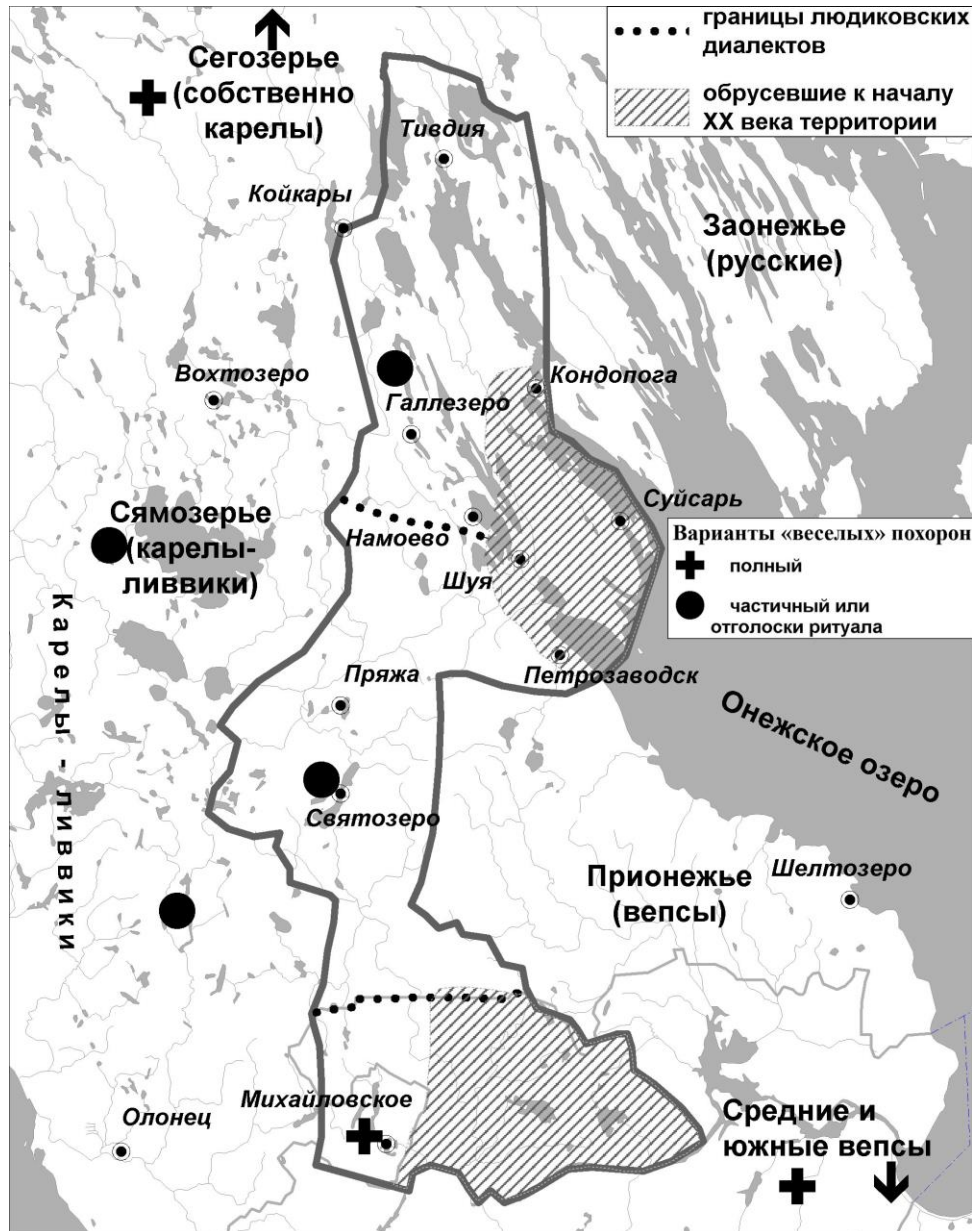 границы людиковских
диалектов
обрусевшие к началу
XX века территории
Сегозерье
(собственно
карелы)
Тивдия
Койкары
Заонежье
(русские)
Вохтозеро
Кондопога
Галлезеро
Суйсарь
Сямозерье
(карелы-
ливвики)
Намоево
Шуя
Варианты «веселых» похорон
полный
частичный или
отголоски ритуала
Карелы - ливвики
Пряжа
Петрозаводск
Онежское озеро
Святозеро
Прионежье
(вепсы)
Шелтозеро
Михайловское
Олонец
Средние и
южные вепсы